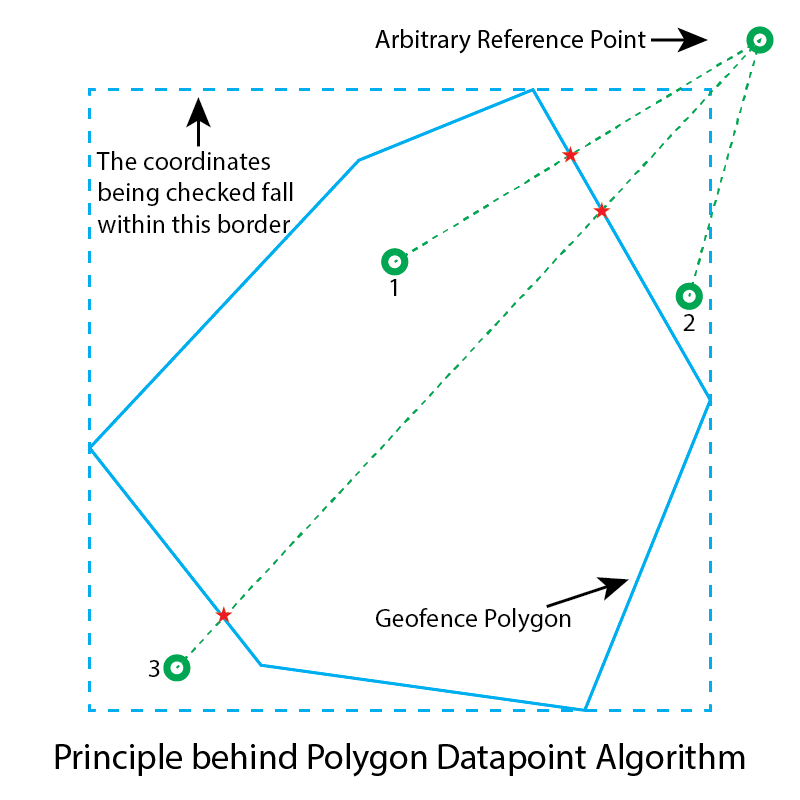 Arbitrary Reference Point
The coordinates
being checked fall
within this border
1
2
Geofence Polygon
3
Principle behind Polygon Datapoint Algorithm